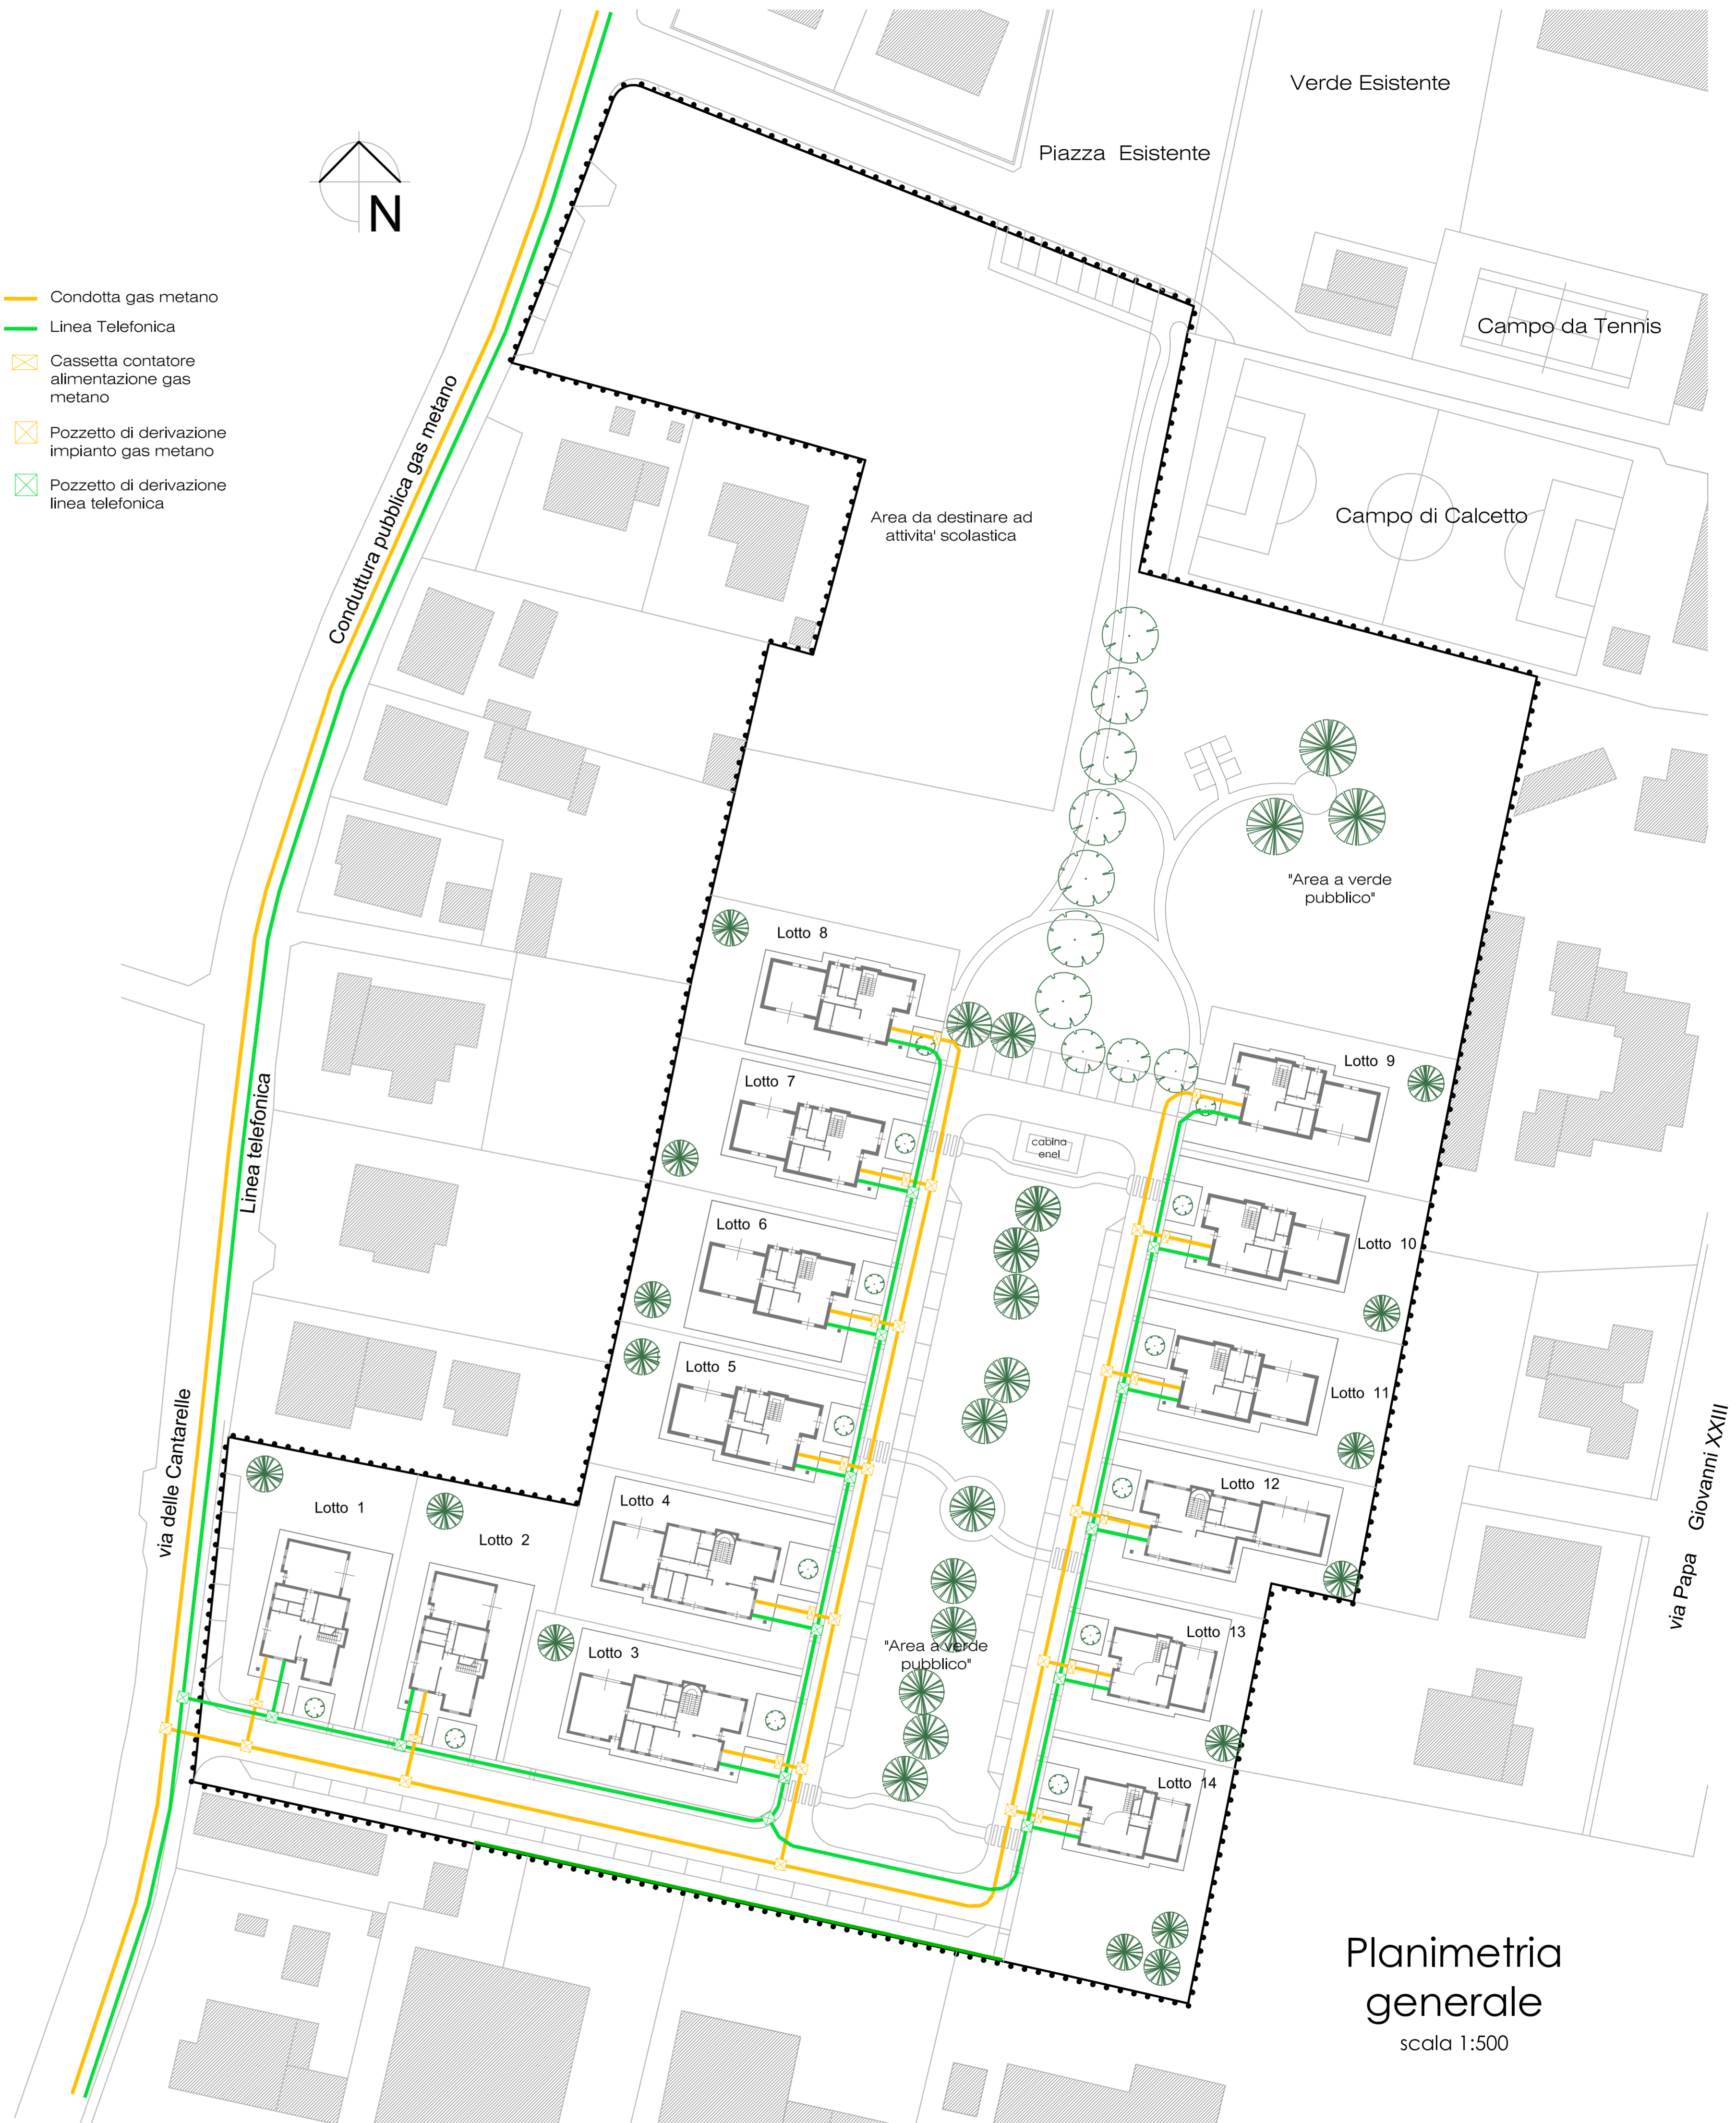 Verde Esistente
Piazza Esistente
N
Condotta gas metano
Linea Telefonica
Cassetta contatore
alimentazione gas
metano
Pozzetto di derivazione
impianto gas metano
Pozzetto di derivazione
linea telefonica
Campo da Tennis
Conduttura pubblica gas metano
Area da destinare ad
attivita' scolastica
Campo di Calcetto
"Area a verde
pubblico"
Lotto 8
Lotto 9
Lotto 7
Linea telefonica
cabina
enel
Lotto 6
Lotto 10
Lotto 5
Lotto 11
via delle Cantarelle
via Papa Giovanni XXIII
Lotto 12
Lotto 4
Lotto 1
Lotto 2
Lotto 13
Lotto 3
"Area a verde
pubblico"
Lotto 14
Planimetria
generale
scala 1:500